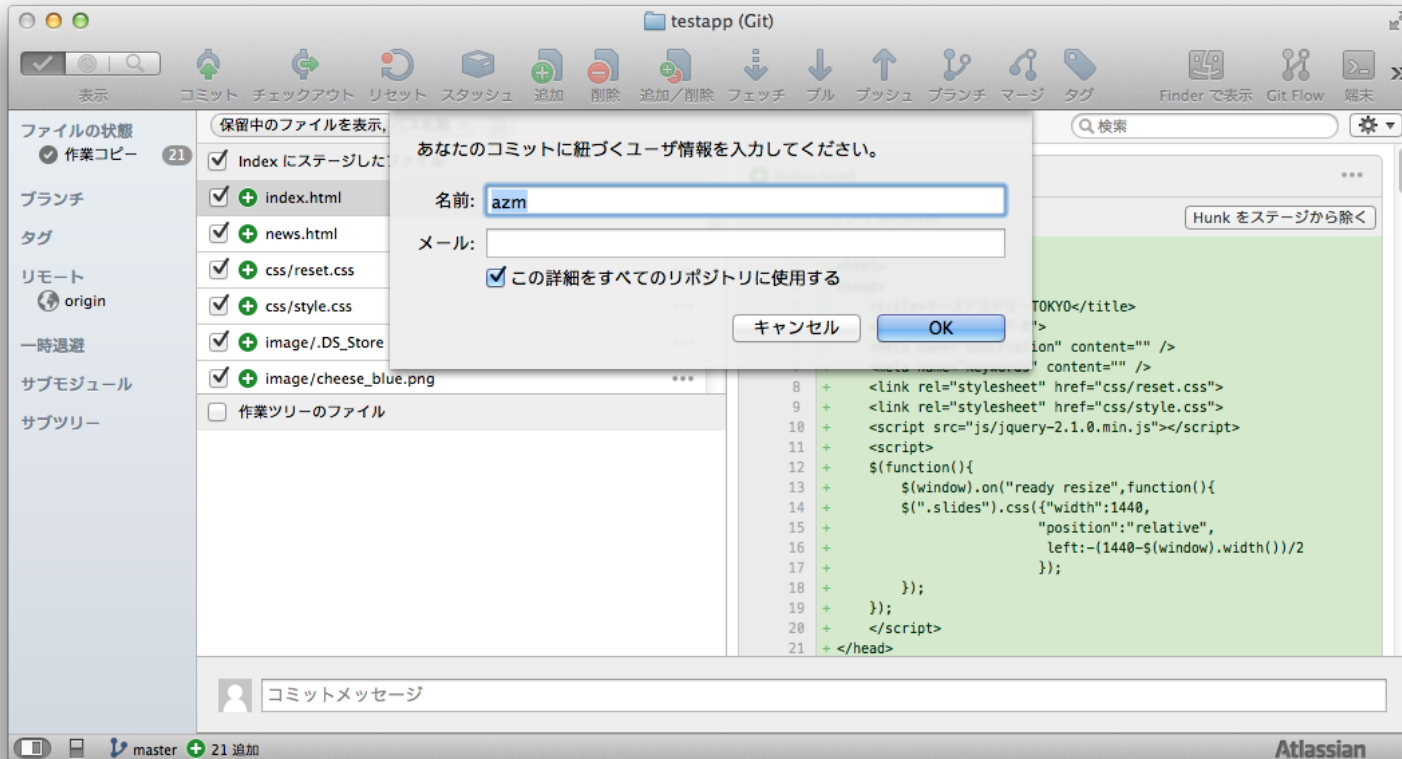 testapp (Git)
表示 コミット チェックアウト リセット スタッシュ 追加 削除 追加／削除 フェッチ プル プッシュ ブランチ マージ タグ Finder で表示 Git Flow 端末
ファイルの状態
作業コピー 21
ブランチ
タグ
リモート
origin
一時退避
サブモジュール
サブツリー
保留中のファイルを表示,
検索
Index にステージした
index.html
news.html
css/reset.css
css/style.css
image/.DS_Store
image/cheese_blue.png
作業ツリーのファイル
あなたのコミットに紐づくユーザ情報を入力してください。
名前: azm
メール:
この詳細をすべてのリポジトリに使用する
キャンセル OK
Hunk をステージから除く
TOKYO</title>
">
ion" content="" />
content="" />
8 + <link rel="stylesheet" href="css/reset.css">
9 + <link rel="stylesheet" href="css/style.css">
10 + <script src="js/jquery-2.1.0.min.js"></script>
11 + <script>
12 + $(function(){
13 + $(window).on("ready resize",function(){
14 + $(".slides").css({"width":1440,
15 + "position":"relative",
16 + left:-(1440-$(window).width())/2
17 + });
18 + });
19 + });
20 + </script>
21 + </head>
コミットメッセージ
master 21 追加
Atlassian